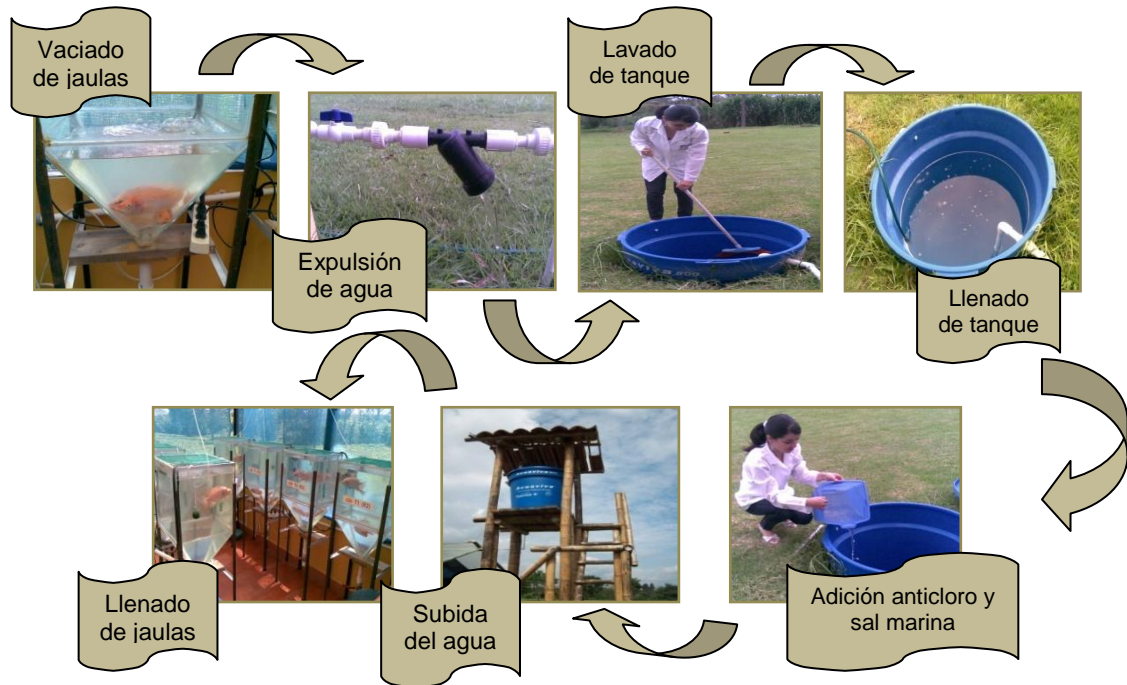 Vaciado
de jaulas
Expulsión
de agua
Lavado
de tanque
Llenado
de tanque
Adición anticloro y
sal marina
Subida
del agua
Llenado
de jaulas